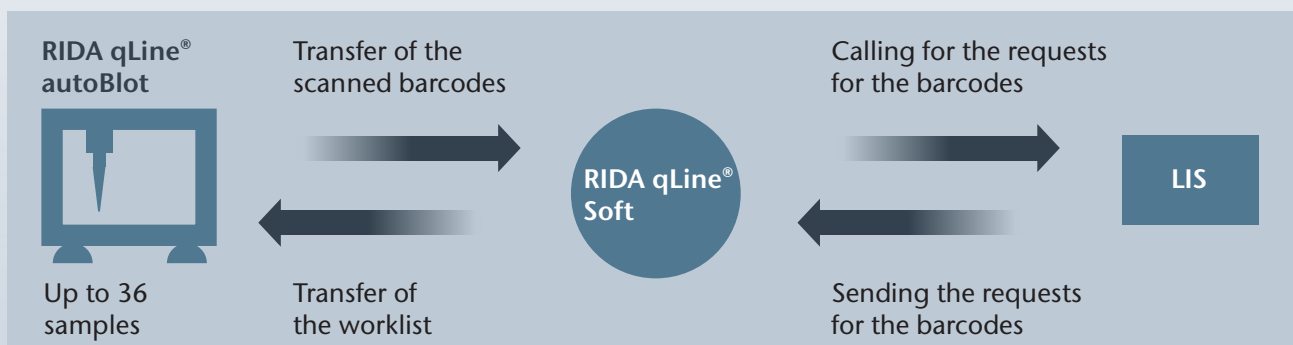 RIDA qLine®
autoBlot
Transfer of the
scanned barcodes
Calling for the requests
for the barcodes
RIDA qLine®
Soft
LIS
Up to 36
samples
Transfer of
the worklist
Sending the requests
for the barcodes